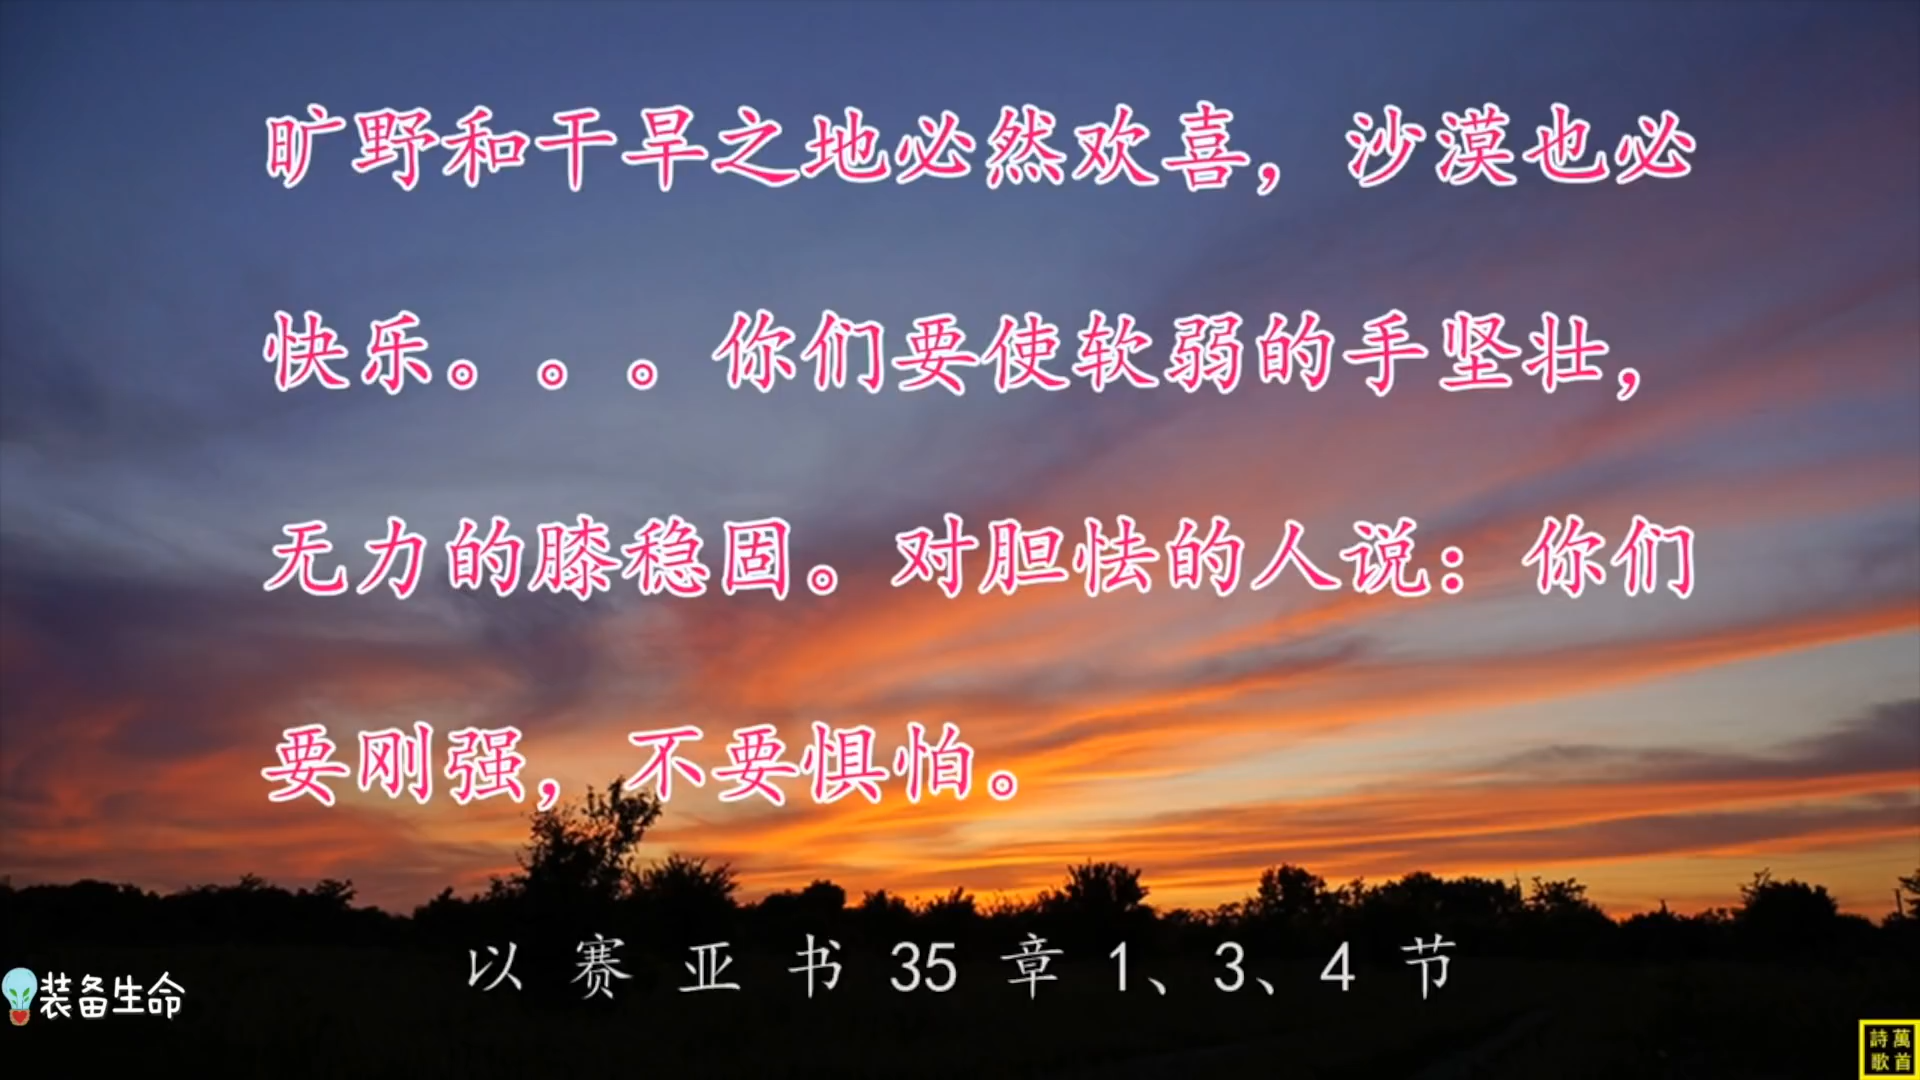 旷野和干旱之地必然欢喜，沙漠也必
快乐。。。你们要使软弱的手坚壮，
无力的膝稳固。对胆怯的人说：你们
要刚强，不要惧怕。
以赛亚书 35 章 1、3、4 节
装备生命
萬首
詩歌